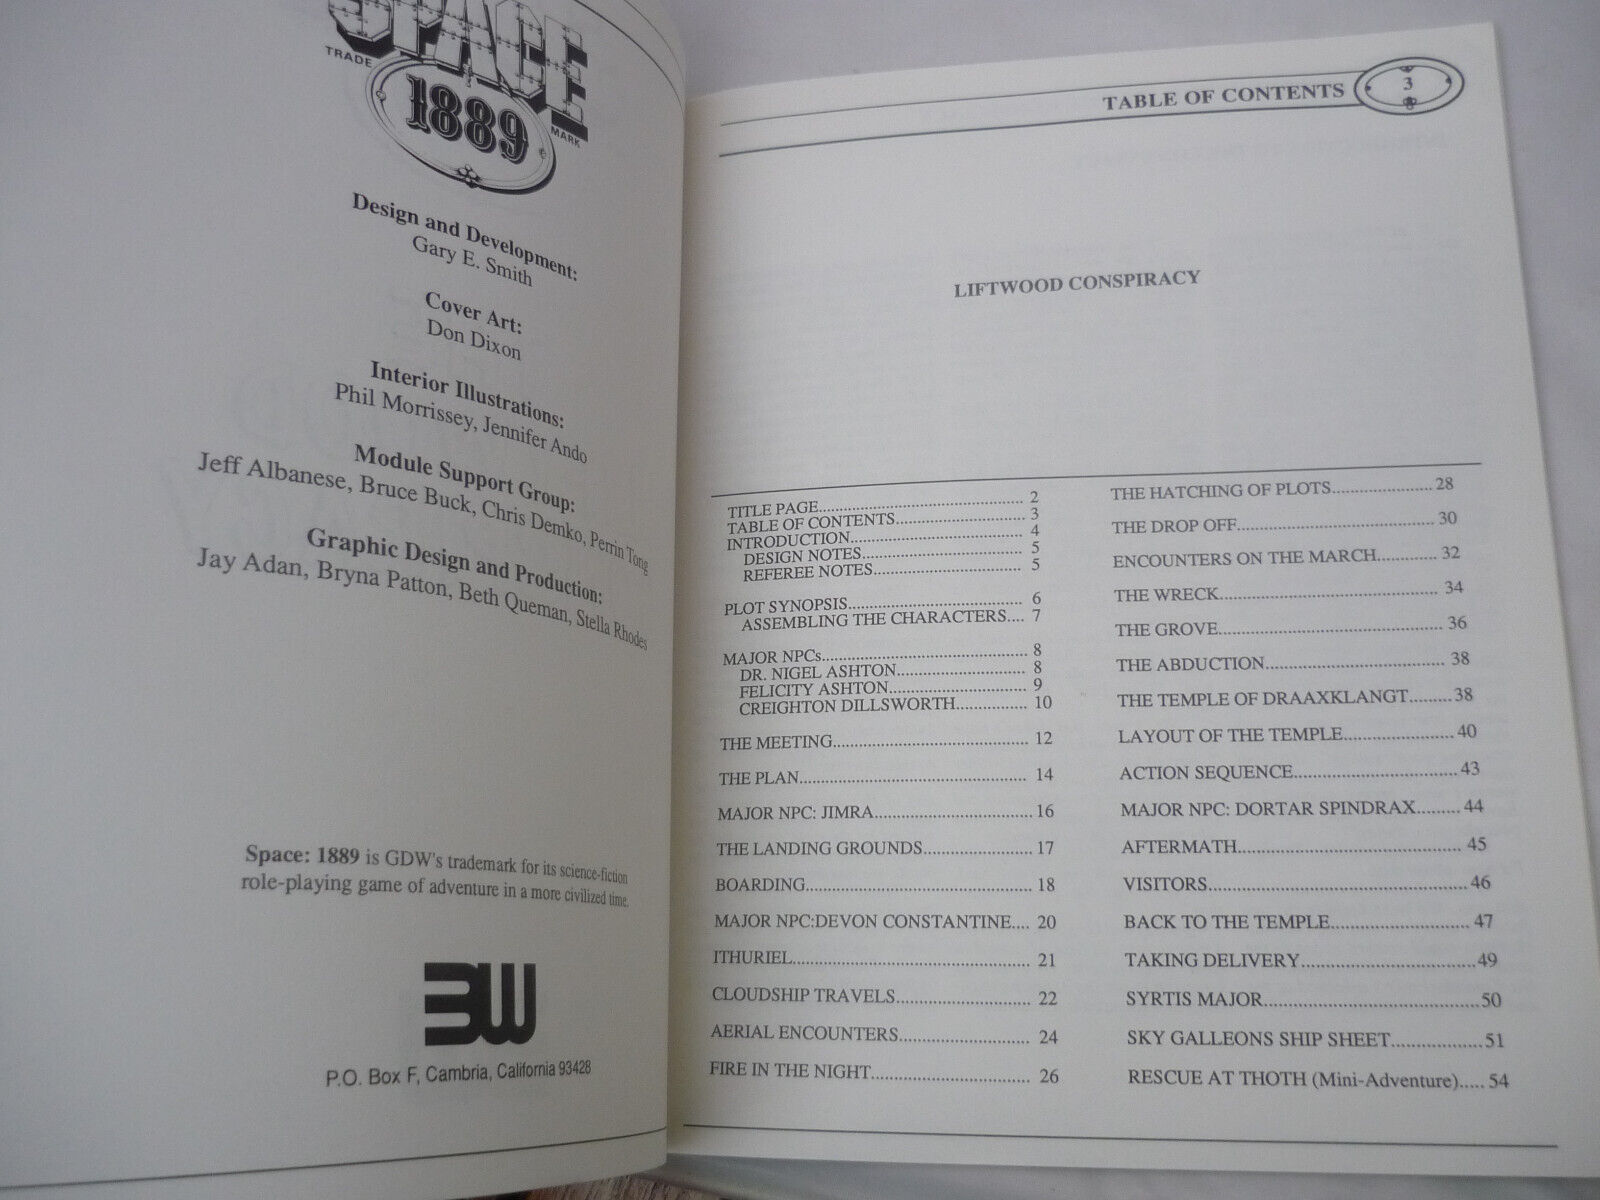 SPACE
TRADE MARK
1889
Design and Development:
Gary E. Smith
Cover Art:
Don Dixon
Interior Illustrations:
Phil Morrissey, Jennifer Ando
Module Support Group:
Jeff Albanese, Bruce Buck, Chris Demko, Perrin Tong
Graphic Design and Production:
Jay Adan, Bryna Patton, Beth Queman, Stella Rhodes
Space: 1889 is GDW's trademark for its science-fiction
role-playing game of adventure in a more civilized time.
3W
P.O. Box F, Cambria, California 93428
TABLE OF CONTENTS 3
LIFTWOOD CONSPIRACY
TITLE PAGE 2
TABLE OF CONTENTS 3
INTRODUCTION 4
DESIGN NOTES 5
REFEREE NOTES 5
PLOT SYNOPSIS 6
ASSEMBLING THE CHARACTERS 7
MAJOR NPCs 8
DR. NIGEL ASHTON 8
FELICITY ASHTON 9
CREIGHTON DILLSWORTH 10
THE MEETING 12
THE PLAN 14
MAJOR NPC: JIMRA 16
THE LANDING GROUNDS 17
BOARDING 18
MAJOR NPC:DEVON CONSTANTINE 20
ITHURIEL 21
CLOUDSHIP TRAVELS 22
AERIAL ENCOUNTERS 24
FIRE IN THE NIGHT 26
THE HATCHING OF PLOTS 28
THE DROP OFF 30
ENCOUNTERS ON THE MARCH 32
THE WRECK 34
THE GROVE 36
THE ABDUCTION 38
THE TEMPLE OF DRAAXKLANGT 38
LAYOUT OF THE TEMPLE 40
ACTION SEQUENCE 43
MAJOR NPC: DORTAR SPINDRAX 44
AFTERMATH 45
VISITORS 46
BACK TO THE TEMPLE 47
TAKING DELIVERY 49
SYRTIS MAJOR 50
SKY GALLEONS SHIP SHEET 51
RESCUE AT THOTH (Mini-Adventure) 54